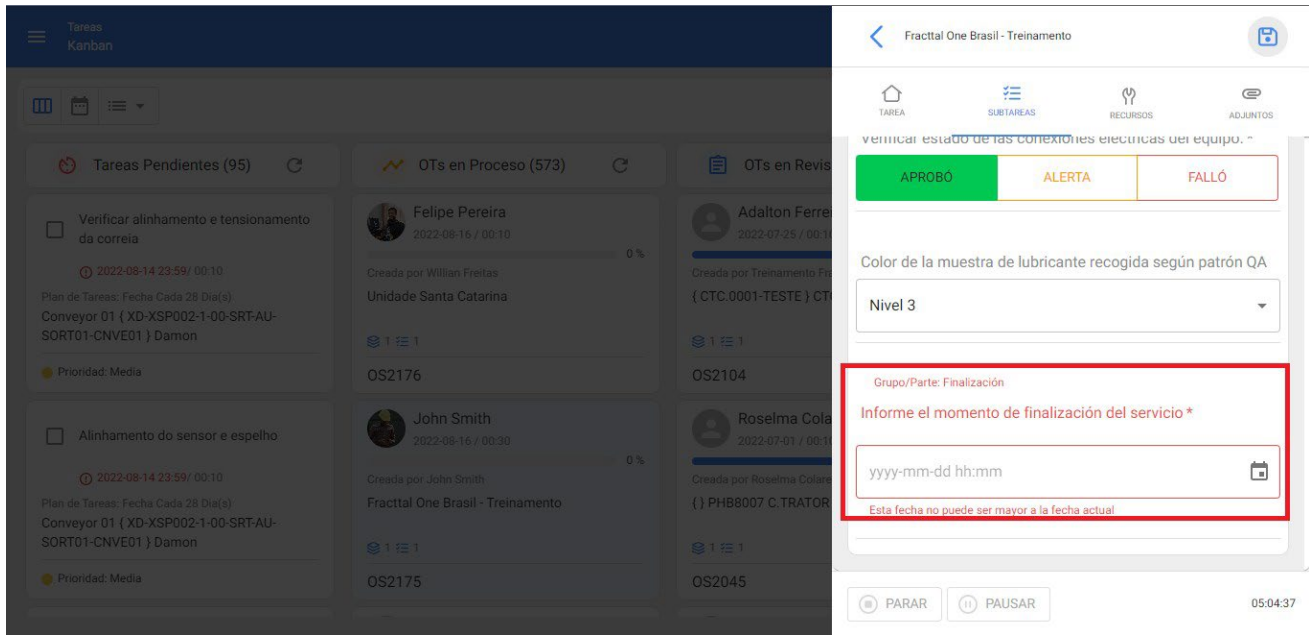 Tareas
Kanban
Tareas Pendientes (95)
Verificar alinhamento e tensionamento
da correia
2022-08-14 23:59/ 00:10
Plan de Tareas: Fecha Cada 28 Dia(s)
Conveyor 01 { XD-XSP002-1-00-SRT-AU-
SORT01-CNVE01 } Damon
Prioridad: Media
Alinhamento do sensor e espelho
2022-08-14 23:59/ 00:10
Plan de Tareas: Fecha Cada 28 Dia(s)
Conveyor 01 { XD-XSP002-1-00-SRT-AU-
SORT01-CNVE01 } Damon
Prioridad: Media
OTs en Proceso (573)
Felipe Pereira
2022-08-16 / 00:10
0 %
Creada por Willian Freitas
Unidade Santa Catarina
1 1
OS2176
John Smith
2022-08-16 / 00:30
0 %
Creada por John Smith
Fracttal One Brasil - Treinamento
1 1
OS2175
OTs en Revis
Adalton Ferrei
2022-07-25 / 00:10
Creada por Treinamento Fo
{ CTC.0001-TESTE } CT
1 1
OS2104
Roselma Cola
2022-07-01 / 00:10
Creada por Roselma Colare
{ } PHB8007 C.TRATOR
1 1
OS2045
Fracttal One Brasil - Treinamento
TAREA
SUBTAREAS
RECURSOS
ADJUNTOS
Verificar estado de las conexiones eléctricas del equipo. *
APROBÓ
ALERTA
FALLÓ
Color de la muestra de lubricante recogida según patrón QA
Nivel 3
Grupo/Parte: Finalización
Informe el momento de finalización del servicio *
yyyy-mm-dd hh:mm
Esta fecha no puede ser mayor a la fecha actual
PARAR
PAUSAR
05:04:37